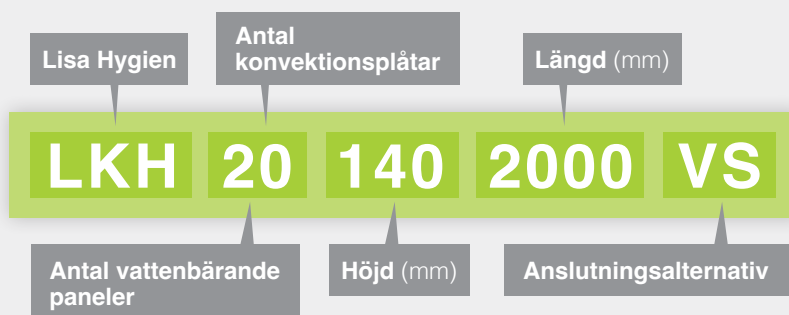 Lisa Hygien
Antal
konvektionsplåtar
Längd (mm)
LKH 20 140 2000 VS
Antal vattenbärande
paneler
Höjd (mm)
Anslutningsalternativ